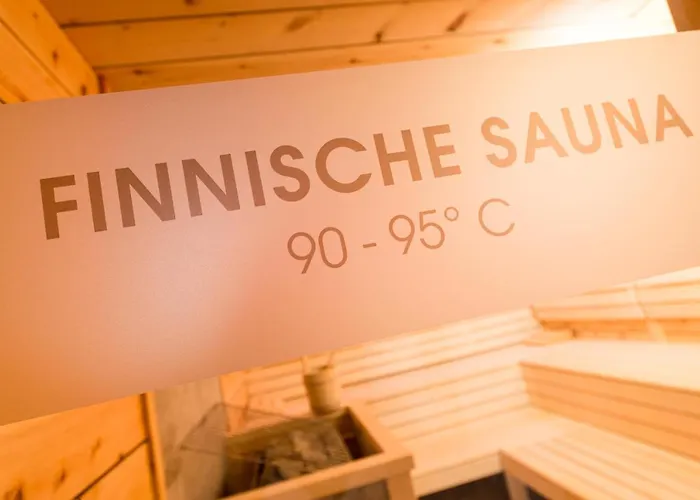 FINNISCHE SAUNA
90 - 95° C